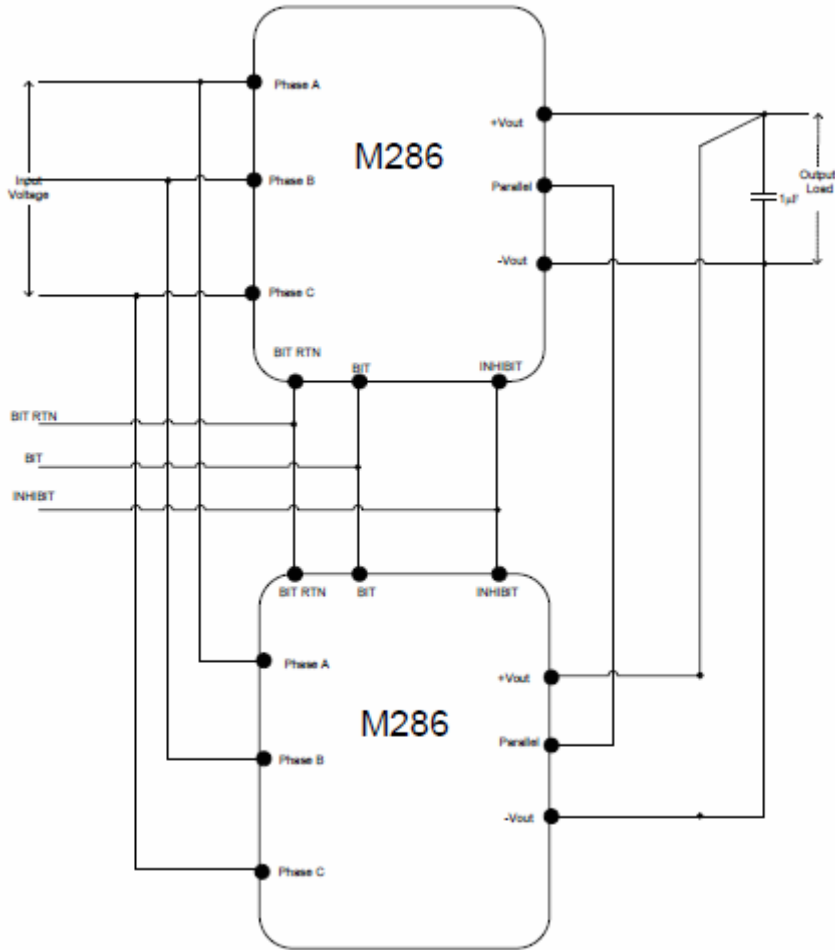 Phase A
+Vout
M286
Input
Voltage
Phase B
Parallel
1µF
Output
Load
-Vout
Phase C
BIT RTN
BIT
INHIBIT
BIT RTN
BIT
INHIBIT
BIT RTN
BIT
INHIBIT
Phase A
+Vout
M286
Parallel
Phase B
-Vout
Phase C